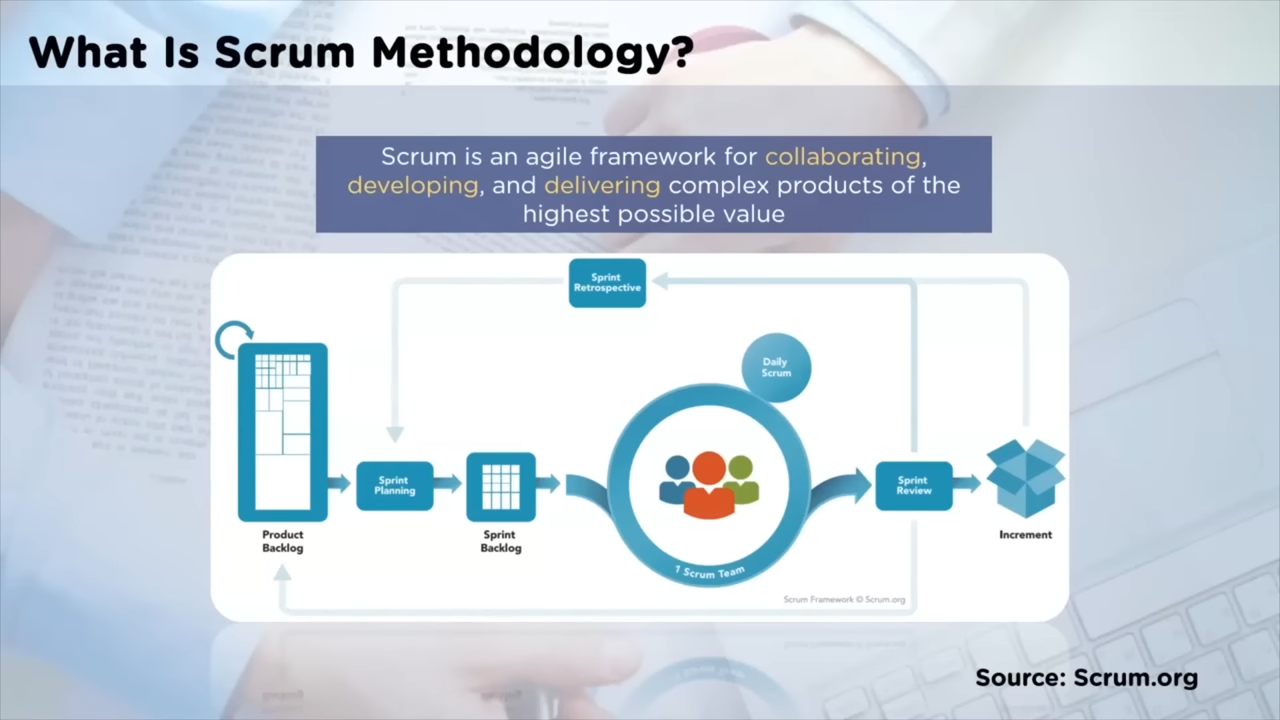 What Is Scrum Methodology?
Scrum is an agile framework for collaborating,
developing, and delivering complex products of the
highest possible value
Sprint
Retrospective
Daily
Scrum
Sprint
Planning
Sprint
Review
Product
Backlog
Sprint
Backlog
Increment
1 Scrum Team
Scrum Framework © Scrum.org
Source: Scrum.org